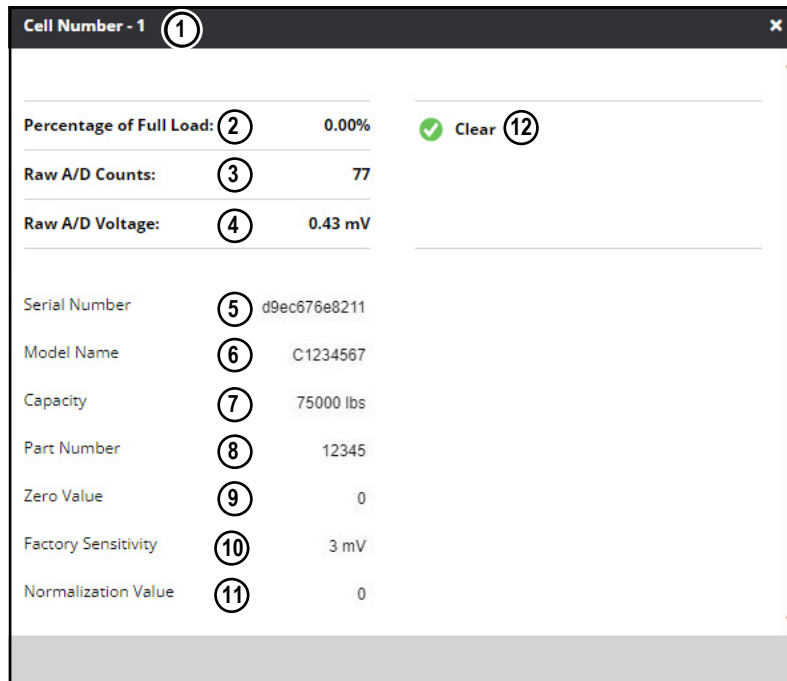 Cell Number - 1 1 ×
Percentage of Full Load: 2 0.00%
Clear 12
Raw A/D Counts: 3 77
Raw A/D Voltage: 4 0.43 mV
Serial Number 5 d9ec676e8211
Model Name 6 C1234567
Capacity 7 75000 lbs
Part Number 8 12345
Zero Value 9 0
Factory Sensitivity 10 3 mV
Normalization Value 11 0